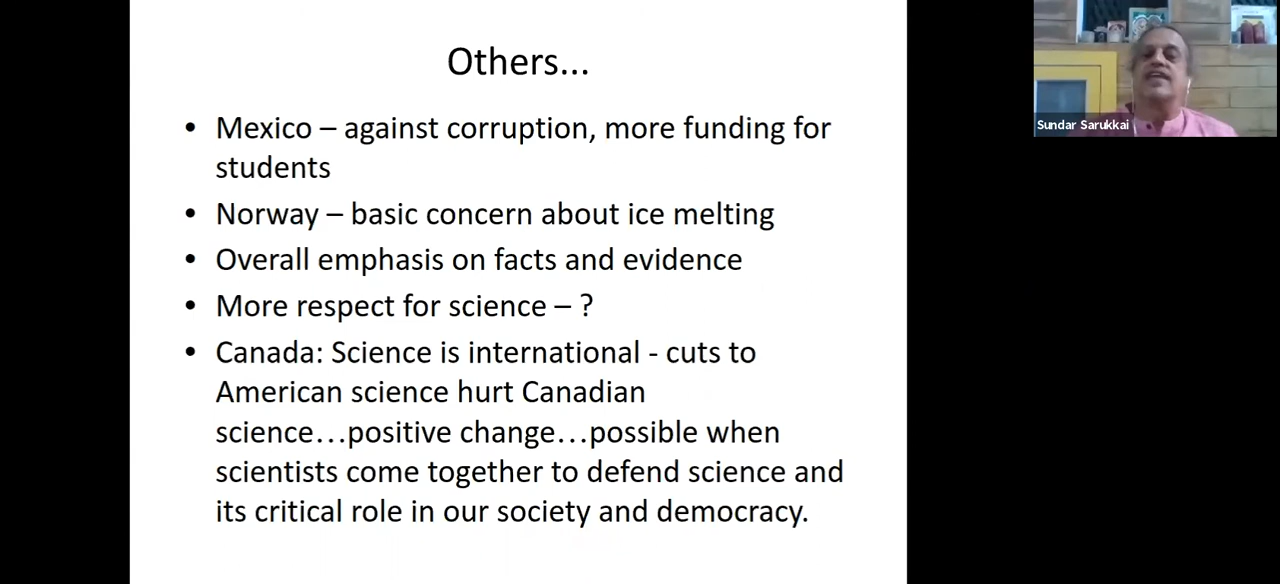 Others...
• Mexico – against corruption, more funding for
students
• Norway – basic concern about ice melting
• Overall emphasis on facts and evidence
• More respect for science – ?
• Canada: Science is international - cuts to
American science hurt Canadian
science…positive change…possible when
scientists come together to defend science and
its critical role in our society and democracy.
Sundar Sarukkai